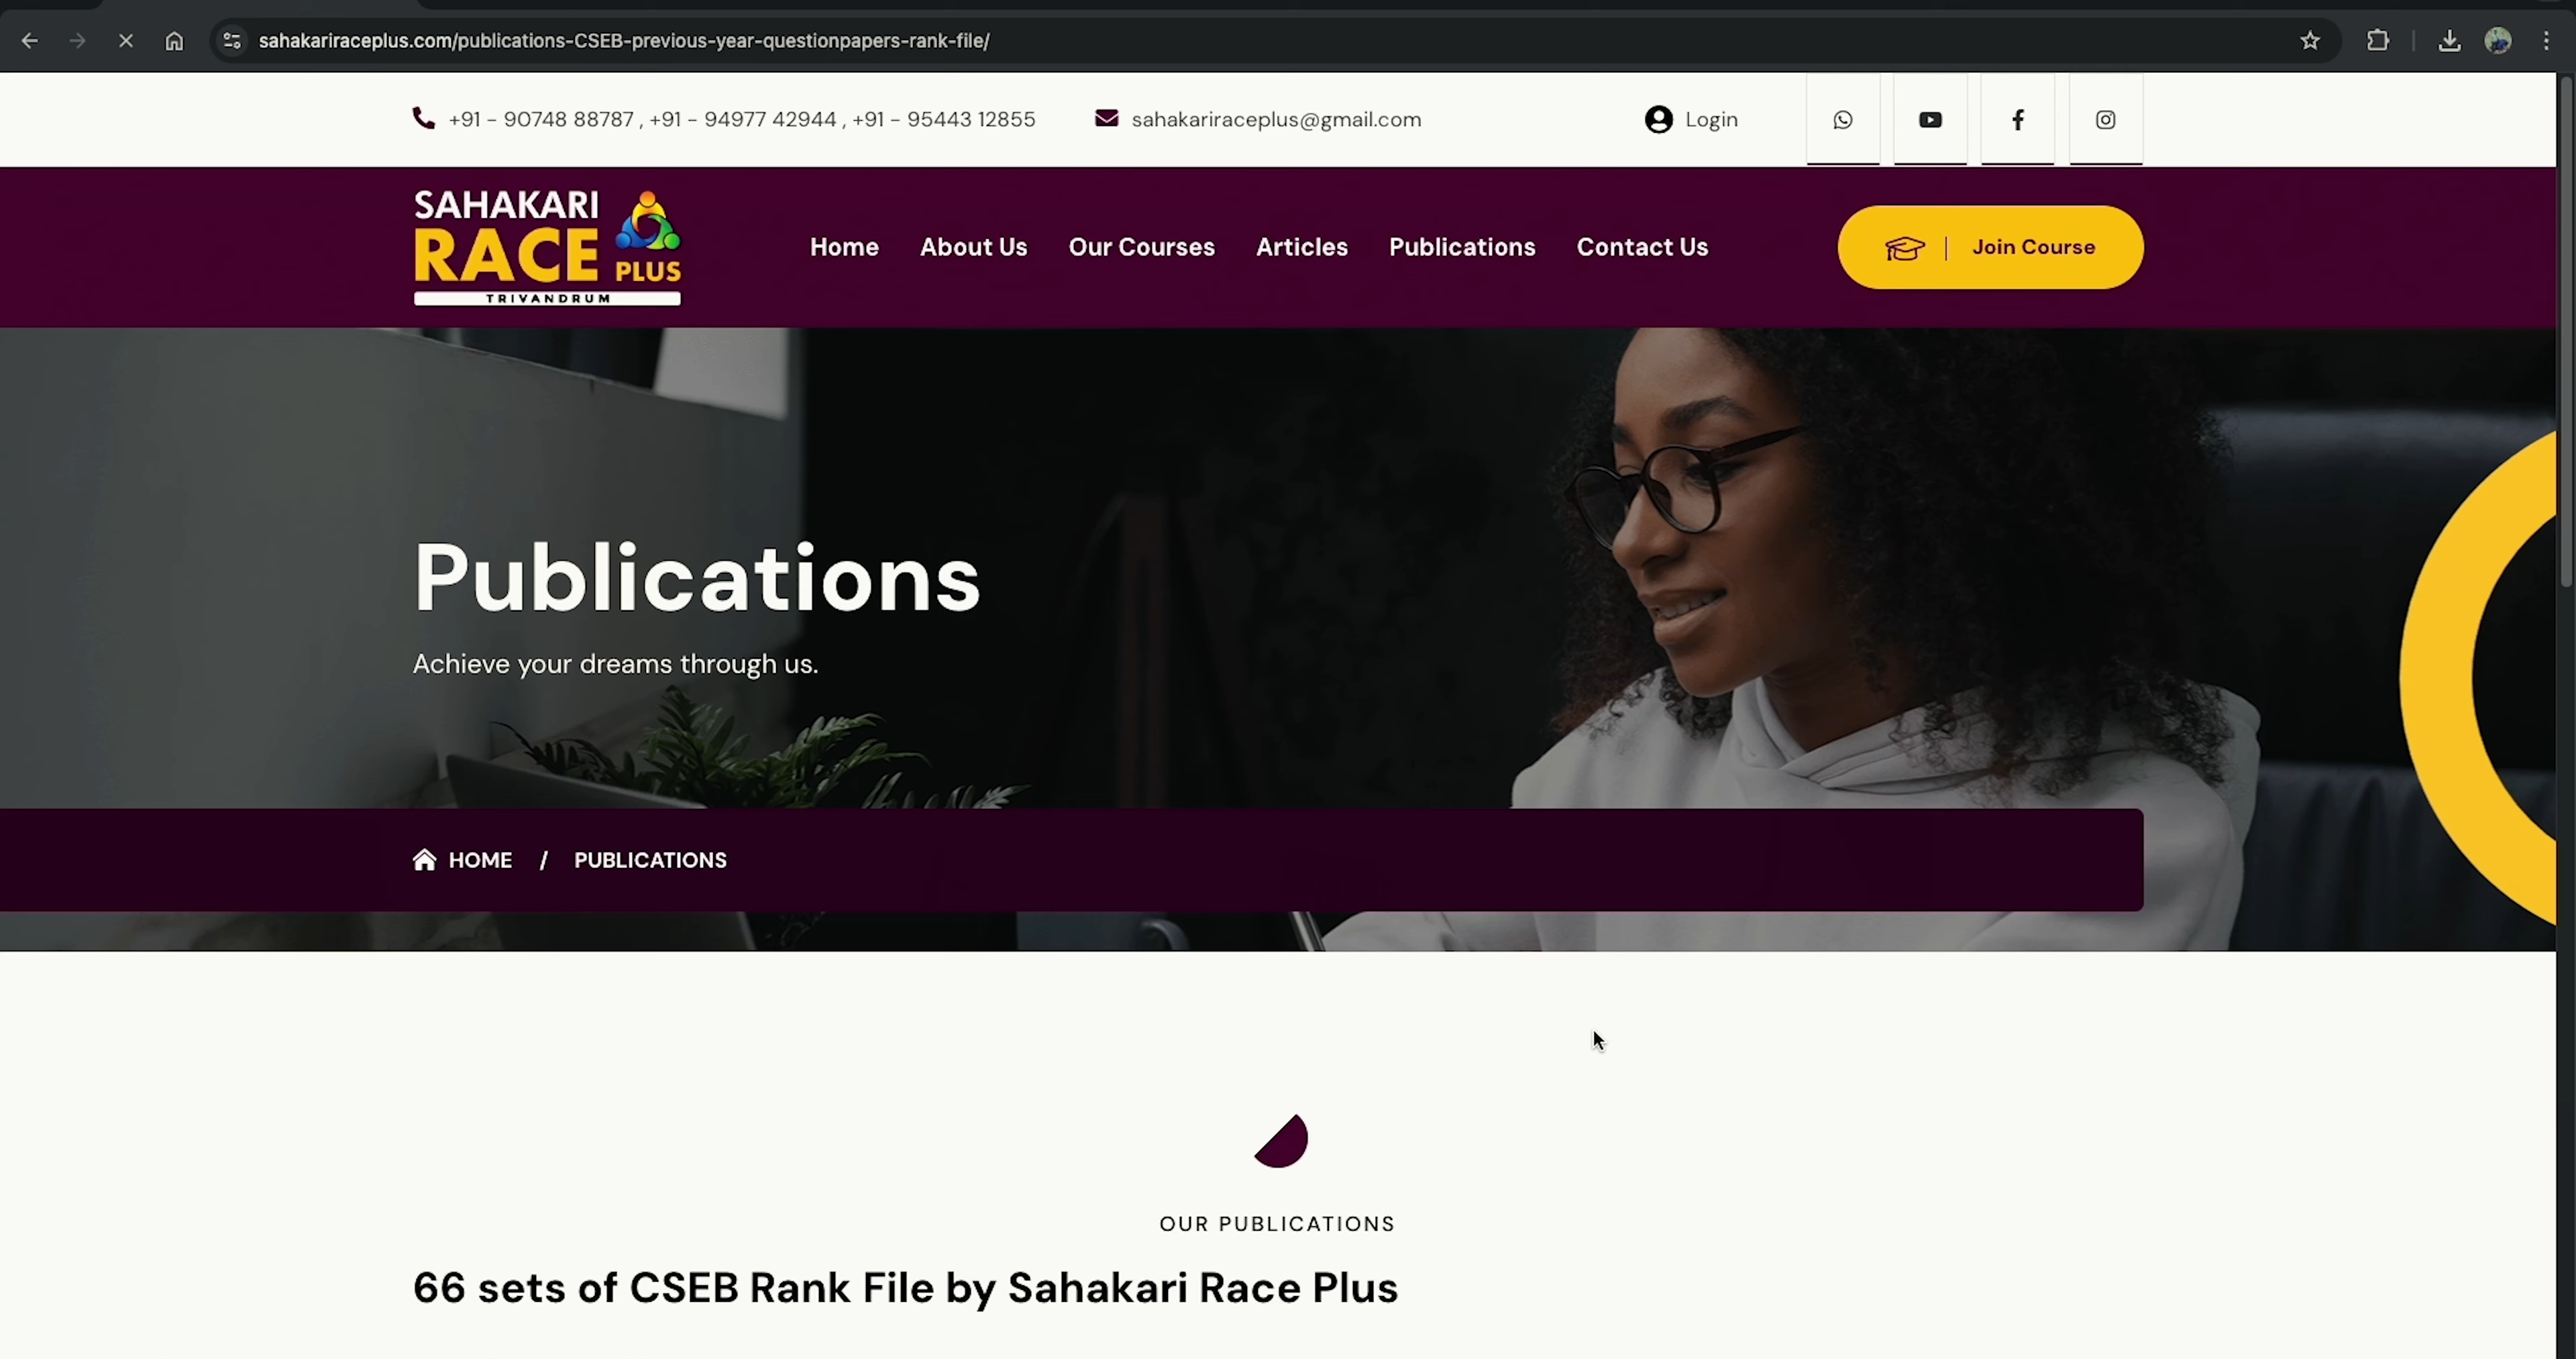 sahakariraceplus.com/publications-CSEB-previous-year-questionpapers-rank-file/
+91 - 90748 88787 , +91 - 94977 42944 , +91 - 95443 12855
sahakariraceplus@gmail.com
Login
SAHAKARI
RACE PLUS
TRIVANDRUM
Home
About Us
Our Courses
Articles
Publications
Contact Us
Join Course
Publications
Achieve your dreams through us.
HOME / PUBLICATIONS
OUR PUBLICATIONS
66 sets of CSEB Rank File by Sahakari Race Plus